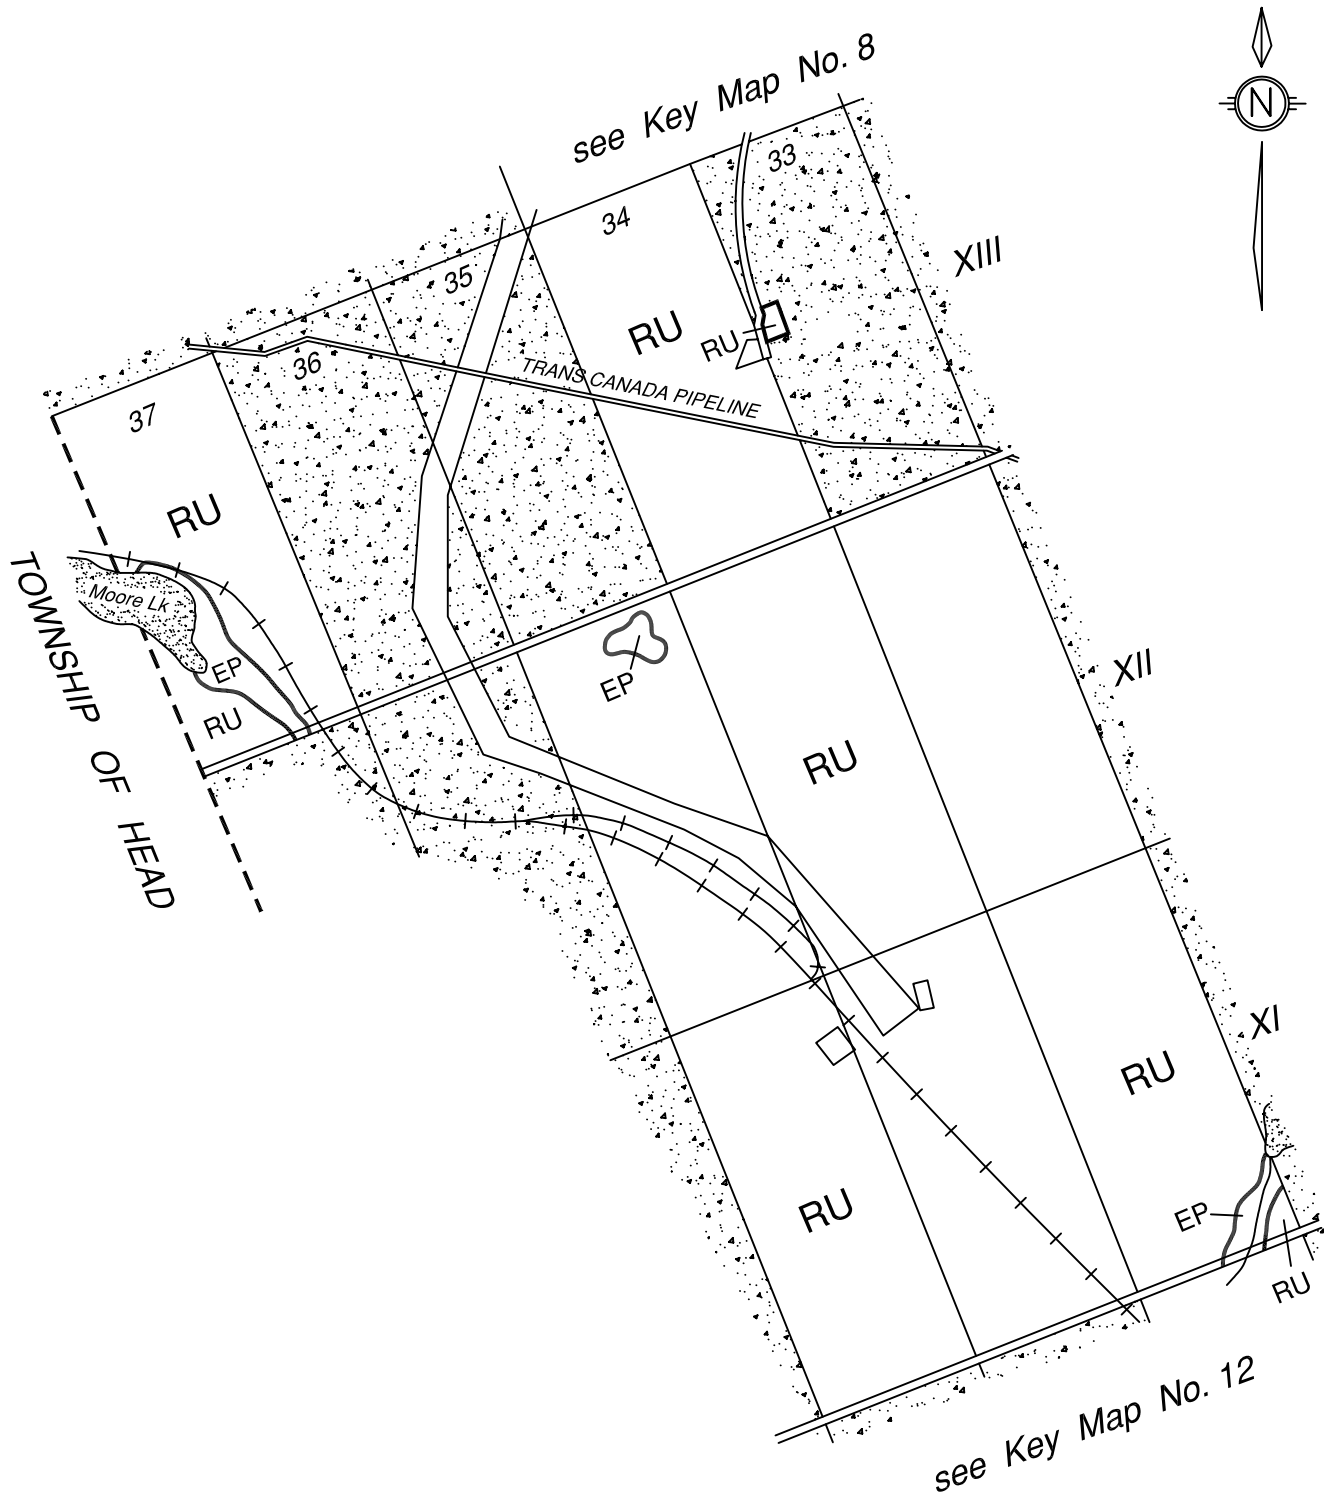 see Key Map No. 8
N
33
34
35
XIII
RU
RU
36
TRANS CANADA PIPELINE
37
RU
Moore Lk
TOWNSHIP OF HEAD
EP
EP
XII
RU
RU
XI
RU
RU
EP
RU
see Key Map No. 12